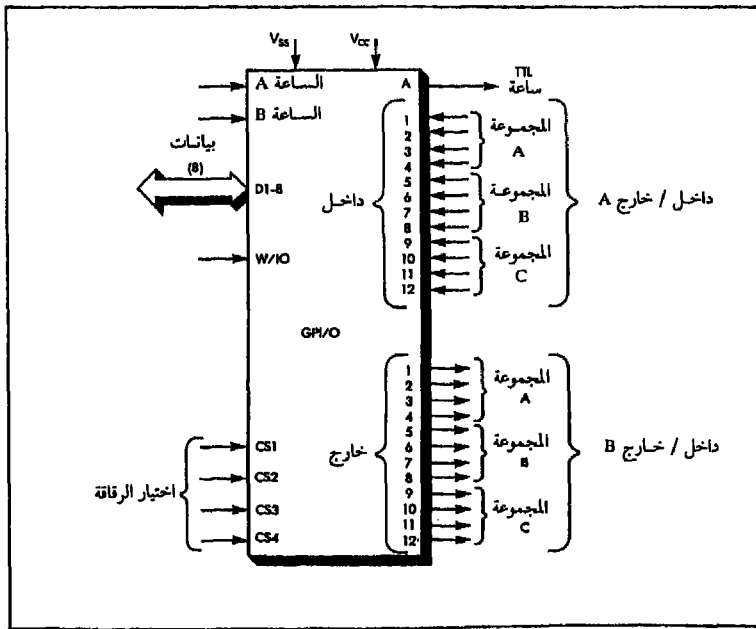 VSS VCC
الساعة A
A
TTL
ساعة
الساعة B
بيانات
(8)
D1-8
W/IO
GPI/O
اختيار الرقاقة
CS1
CS2
CS3
CS4
داخل
1
2
3
4
5
6
7
8
9
10
11
12
المجموعة
A
المجموعة
B
المجموعة
C
داخل / خارج A
خارج
1
2
3
4
5
6
7
8
9
10
11
12
المجموعة
A
المجموعة
B
المجموعة
C
داخل / خارج B